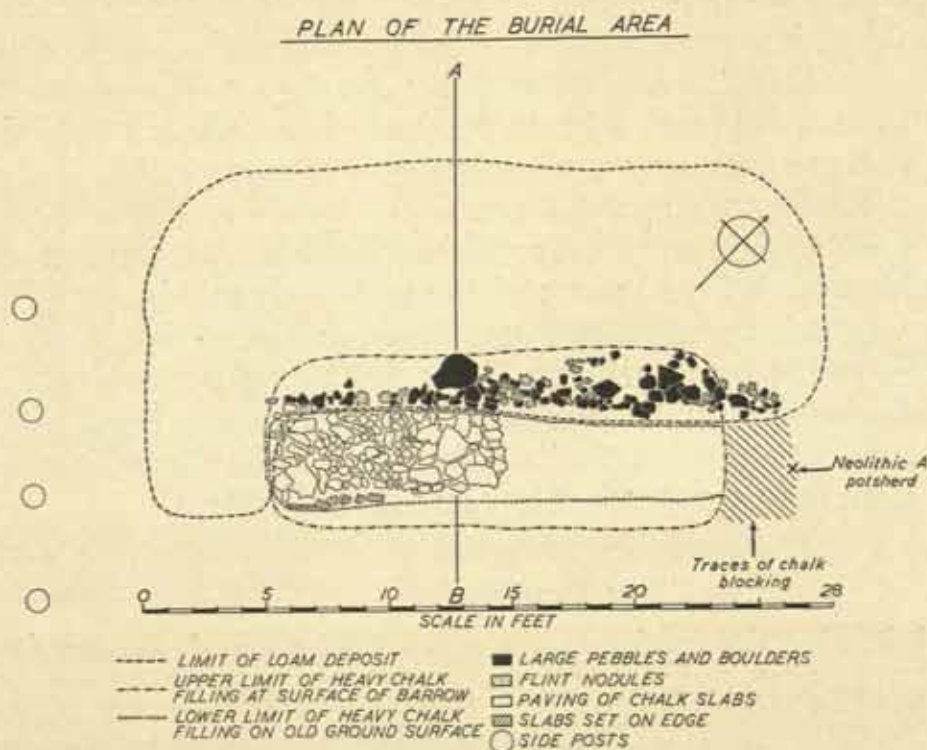 PLAN OF THE BURIAL AREA
A
Neolithic A
potsherd
Traces of chalk
blocking
0 5 10 B 15 20 28
SCALE IN FEET
LIMIT OF LOAM DEPOSIT
UPPER LIMIT OF HEAVY CHALK
FILLING AT SURFACE OF BARROW
LOWER LIMIT OF HEAVY CHALK
FILLING ON OLD GROUND SURFACE
LARGE PEBBLES AND BOULDERS
FLINT NODULES
PAVING OF CHALK SLABS
SLABS SET ON EDGE
SIDE POSTS